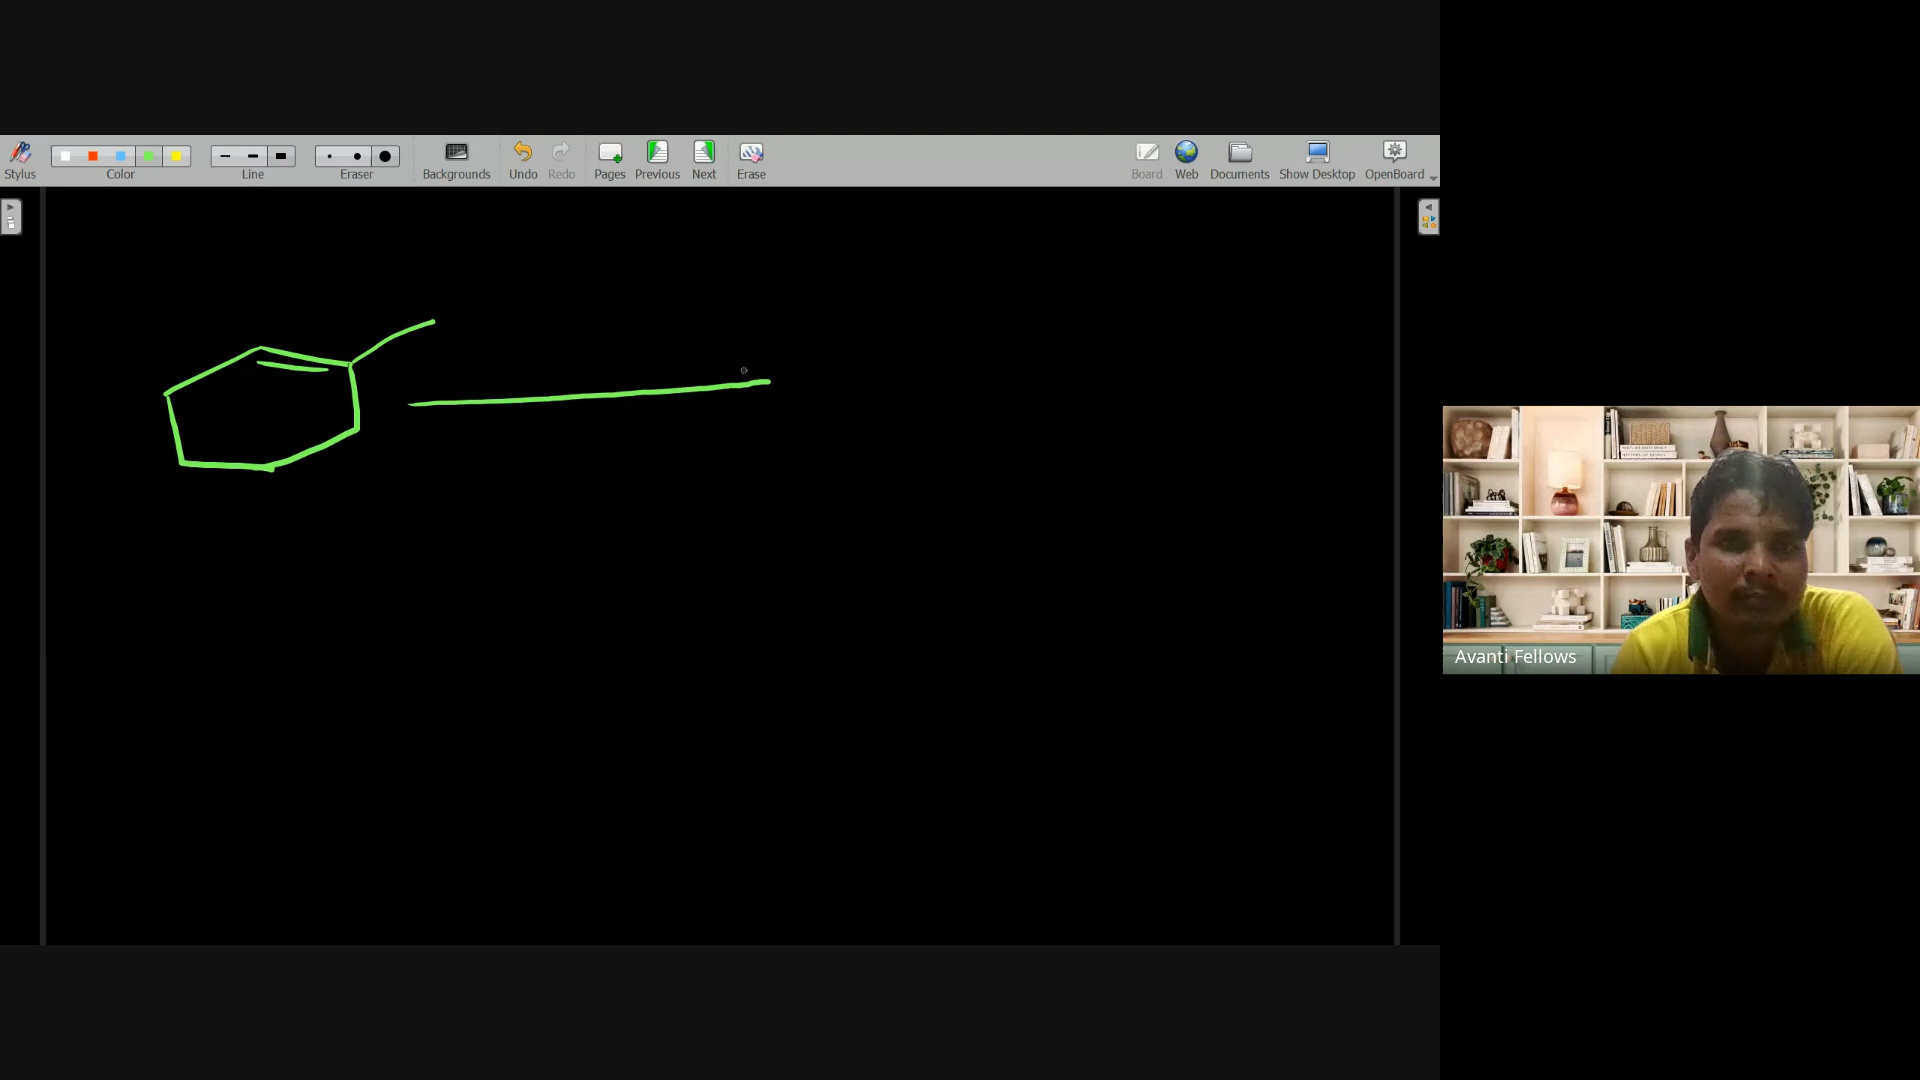 Stylus
Color
Line
Eraser
Backgrounds
Undo
Redo
Pages
Previous
Next
Erase
Board
Web
Documents
Show Desktop
OpenBoard
Avanti Fellows